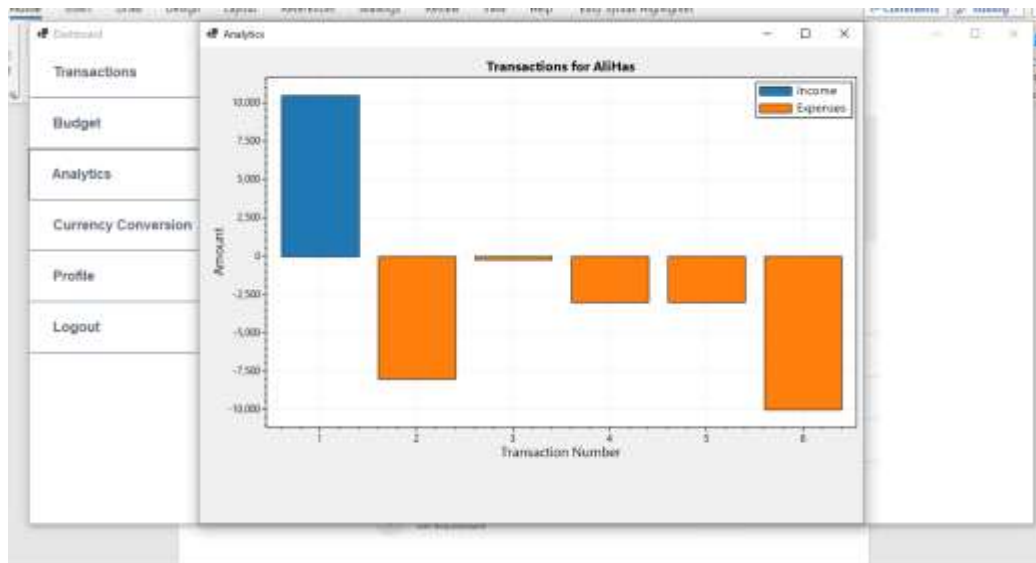 Dashboard
Transactions
Budget
Analytics
Currency Conversion
Profile
Logout
Analytics
Transactions for AliHas
Income
Expenses
Amount
10,000
7,500
5,000
2,500
0
-2,500
-5,000
-7,500
-10,000
1 2 3 4 5 6
Transaction Number